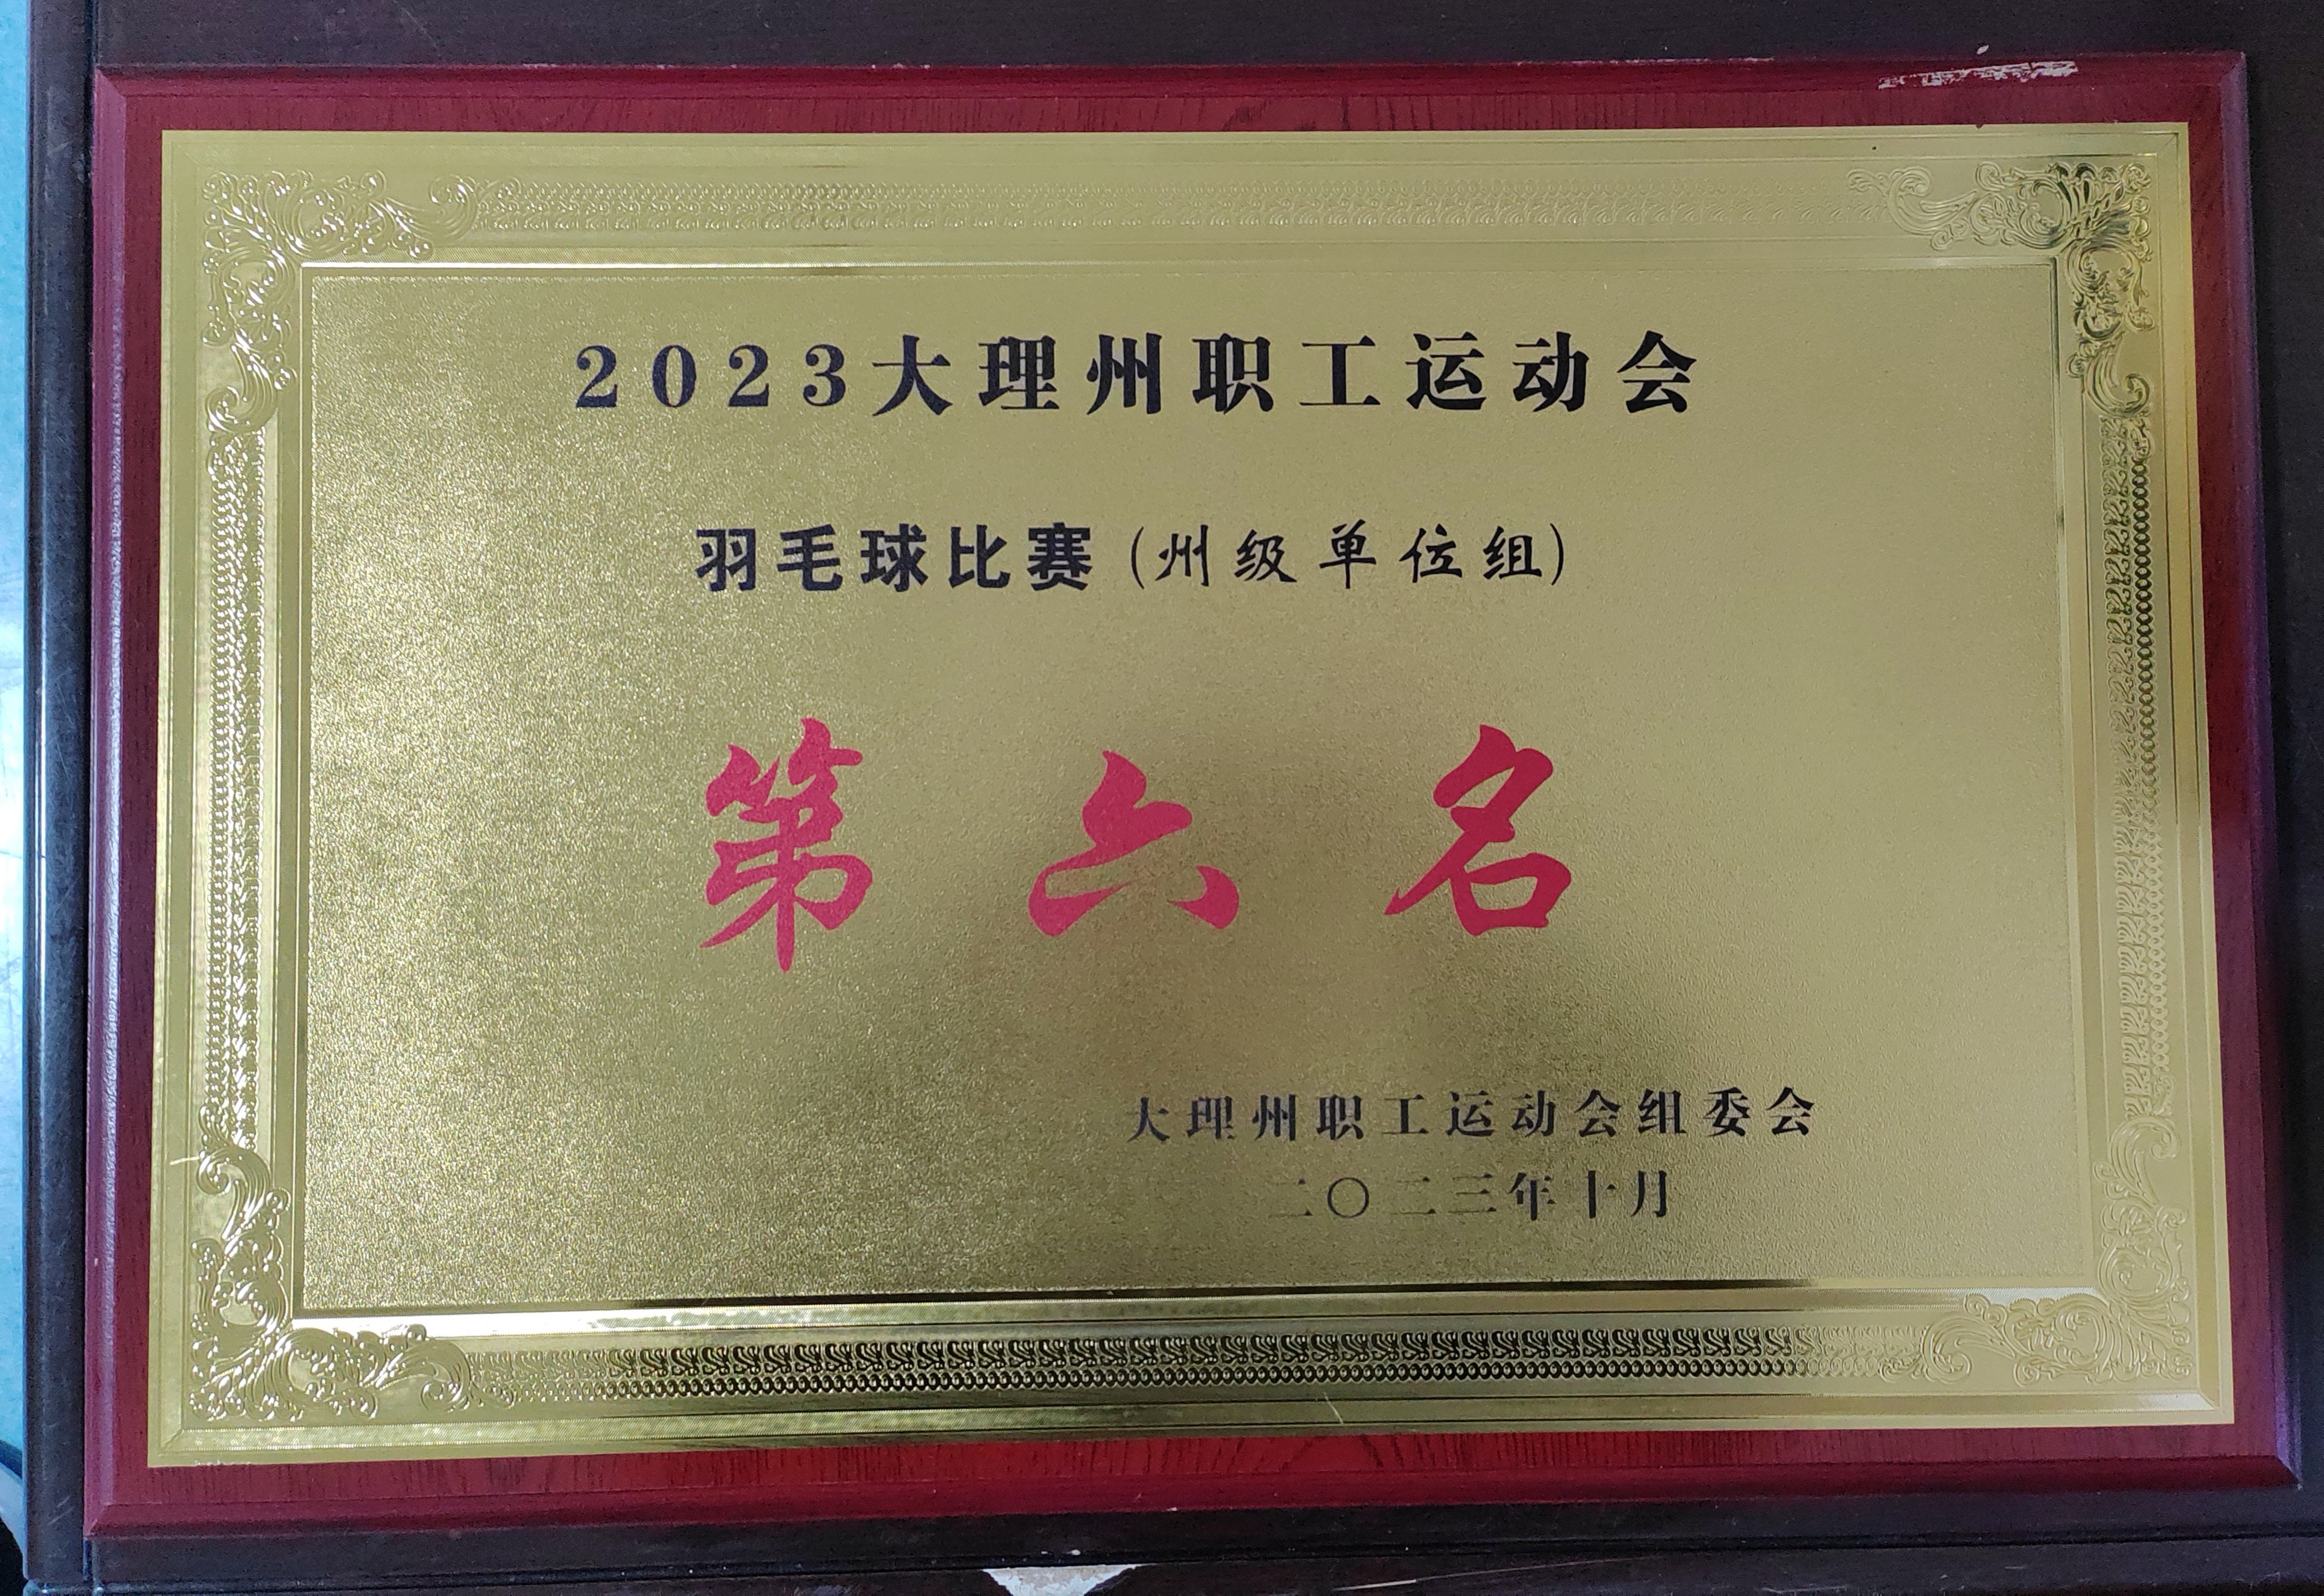 2023大理州职工运动会
羽毛球比赛(州级单位组)
第六名
大理州职工运动会组委会
二〇二三年十月